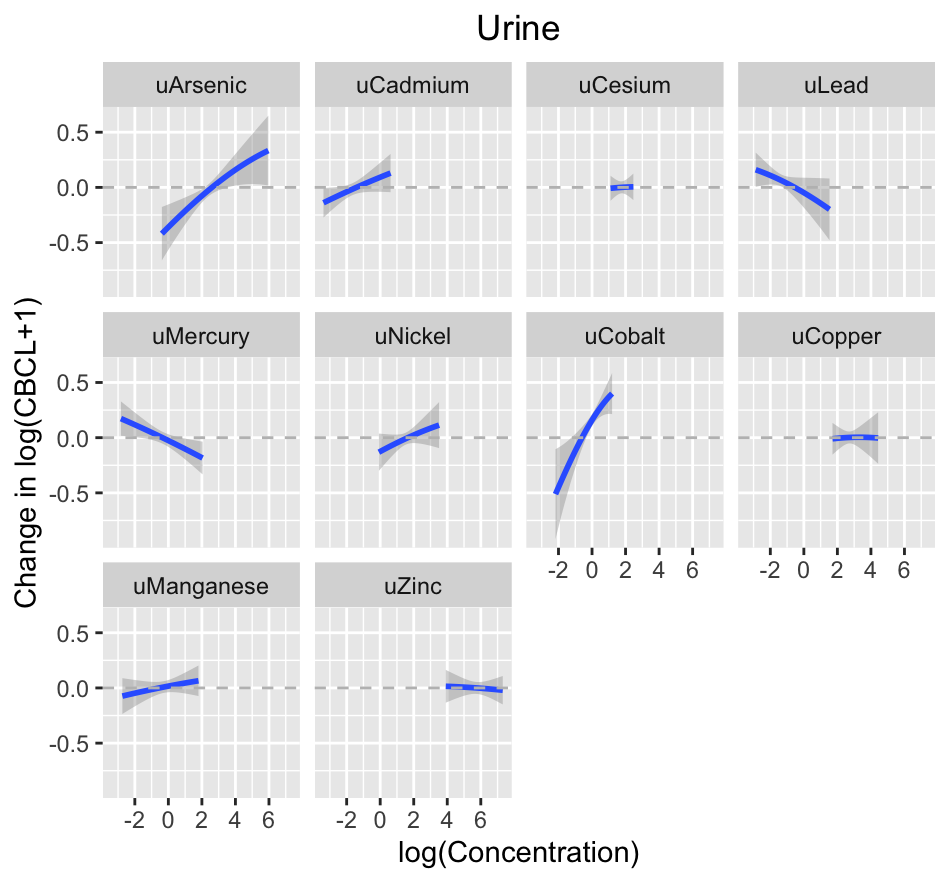 Urine
uArsenic uCadmium uCesium uLead
0.5
0.0
-0.5
uMercury uNickel uCobalt uCopper
0.5
0.0
-0.5
-2 0 2 4 6 -2 0 2 4 6
uManganese uZinc
0.5
0.0
-0.5
-2 0 2 4 6 -2 0 2 4 6
Change in log(CBCL+1)
log(Concentration)